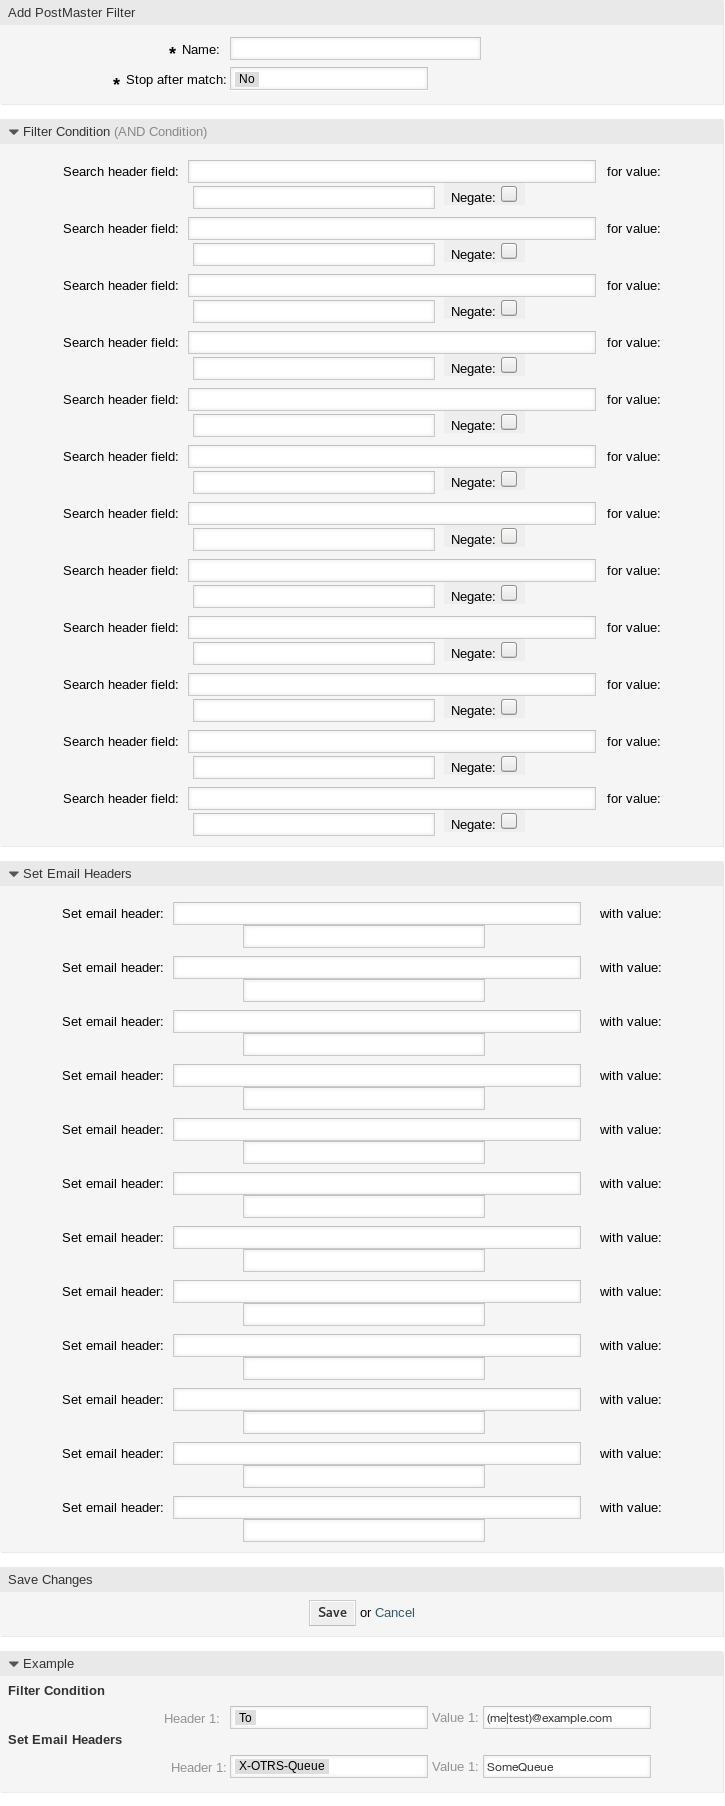 Add PostMaster Filter
* Name:
* Stop after match: No
Filter Condition (AND Condition)
Search header field: for value:
Negate:
Search header field: for value:
Negate:
Search header field: for value:
Negate:
Search header field: for value:
Negate:
Search header field: for value:
Negate:
Search header field: for value:
Negate:
Search header field: for value:
Negate:
Search header field: for value:
Negate:
Search header field: for value:
Negate:
Search header field: for value:
Negate:
Search header field: for value:
Negate:
Search header field: for value:
Negate:
Set Email Headers
Set email header: with value:
Set email header: with value:
Set email header: with value:
Set email header: with value:
Set email header: with value:
Set email header: with value:
Set email header: with value:
Set email header: with value:
Set email header: with value:
Set email header: with value:
Set email header: with value:
Set email header: with value:
Save Changes
Save or Cancel
Example
Filter Condition
Header 1: To Value 1: (me|test)@example.com
Set Email Headers
Header 1: X-OTRS-Queue Value 1: SomeQueue